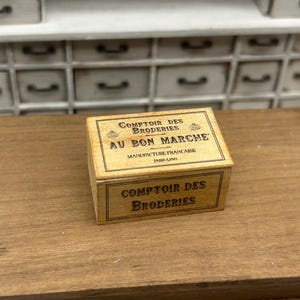 COMPTOIR DES
BRODERIES
AU BON MARCHÉ
MANUFACTURE FRANÇAISE
COMPTOIR DES
BRODERIES